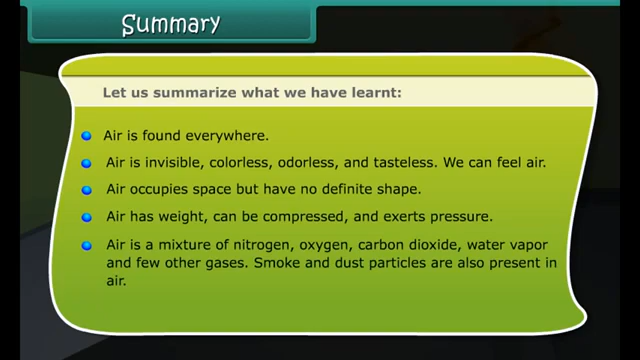 Summary
Let us summarize what we have learnt:
Air is found everywhere.
Air is invisible, colorless, odorless, and tasteless. We can feel air.
Air occupies space but have no definite shape.
Air has weight, can be compressed, and exerts pressure.
Air is a mixture of nitrogen, oxygen, carbon dioxide, water vapor
and few other gases. Smoke and dust particles are also present in
air.